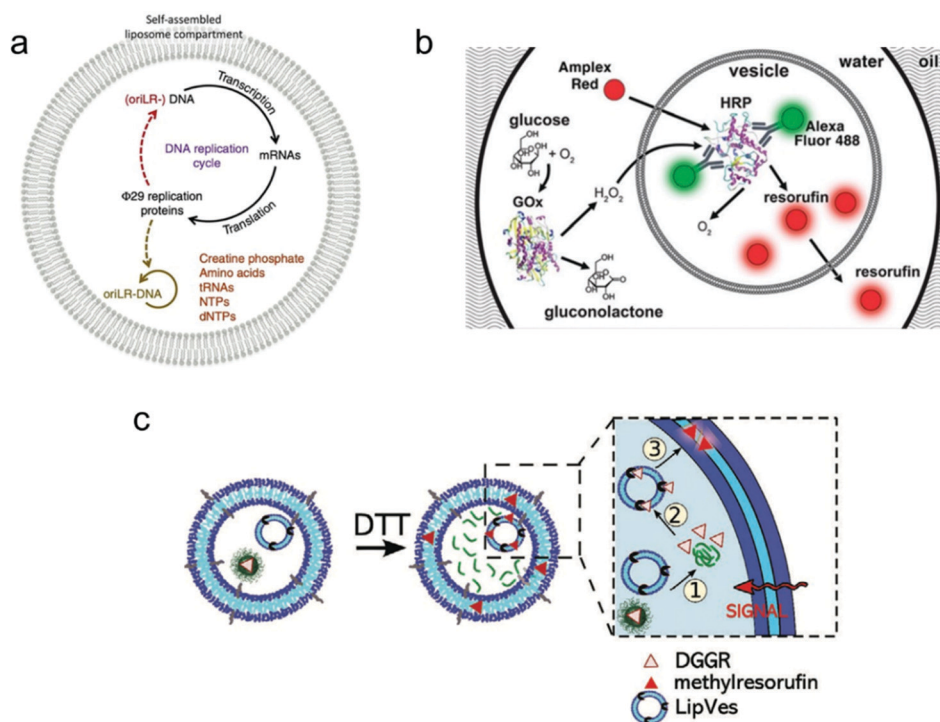 a
Self-assembled
liposome compartment
(oriLR-) DNA
Transcription
DNA replication
cycle
mRNAs
Φ29 replication
proteins
Translation
oriLR-DNA
Creatine phosphate
Amino acids
tRNAs
NTPs
dNTPs
b
Amplex
Red
vesicle
water
oil
HRP
Alexa
Fluor 488
glucose
+ O2
H2O2
GOx
O2
resorufin
resorufin
gluconolactone
c
DTT
3
2
1
SIGNAL
DGGR
methylresorufin
LipVes